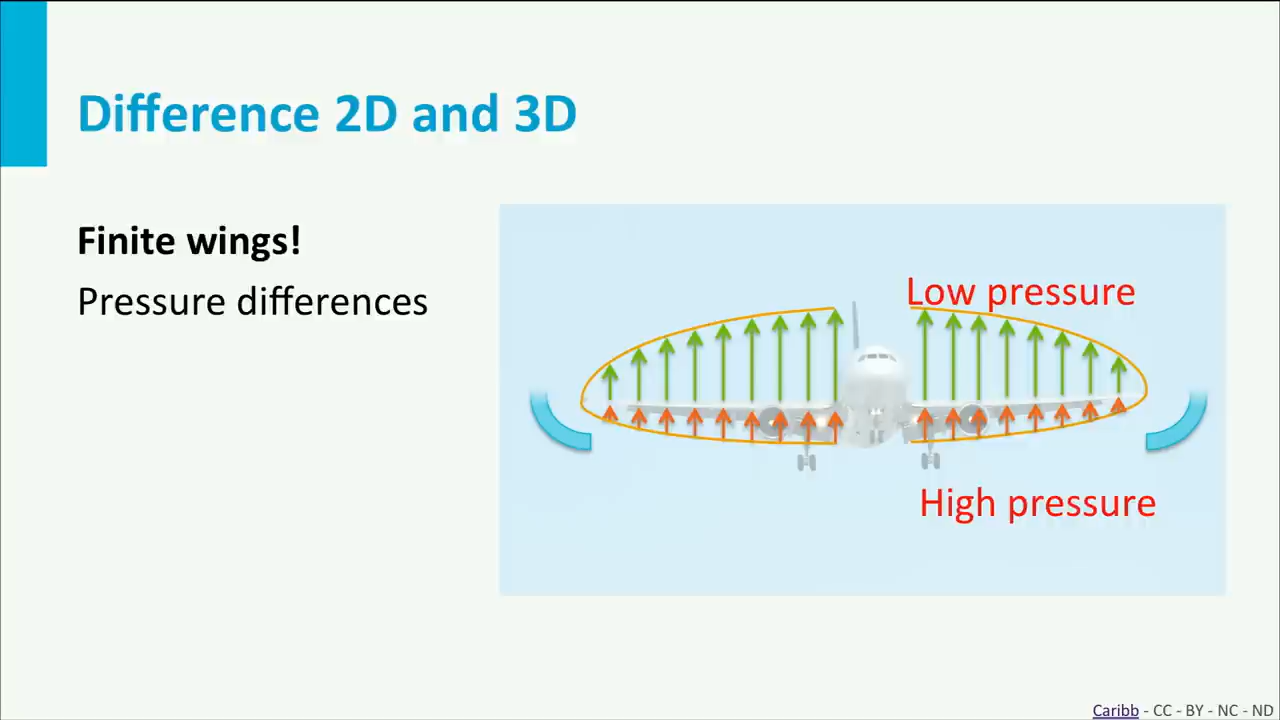 Difference 2D and 3D
Finite wings!
Pressure differences
Low pressure
High pressure
Caribb - CC - BY - NC - ND